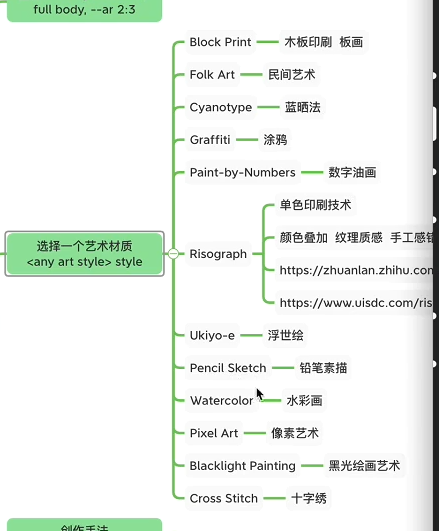 full body, --ar 2:3
Block Print 木板印刷 板画
Folk Art 民间艺术
Cyanotype 蓝晒法
Graffiti 涂鸦
Paint-by-Numbers 数字油画
选择一个艺术材质
<any art style> style
Risograph
单色印刷技术
颜色叠加 纹理质感 手工感
https://zhuanlan.zhihu.com
https://www.uisdc.com/ris
Ukiyo-e 浮世绘
Pencil Sketch 铅笔素描
Watercolor 水彩画
Pixel Art 像素艺术
Blacklight Painting 黑光绘画艺术
Cross Stitch 十字绣
创作手法